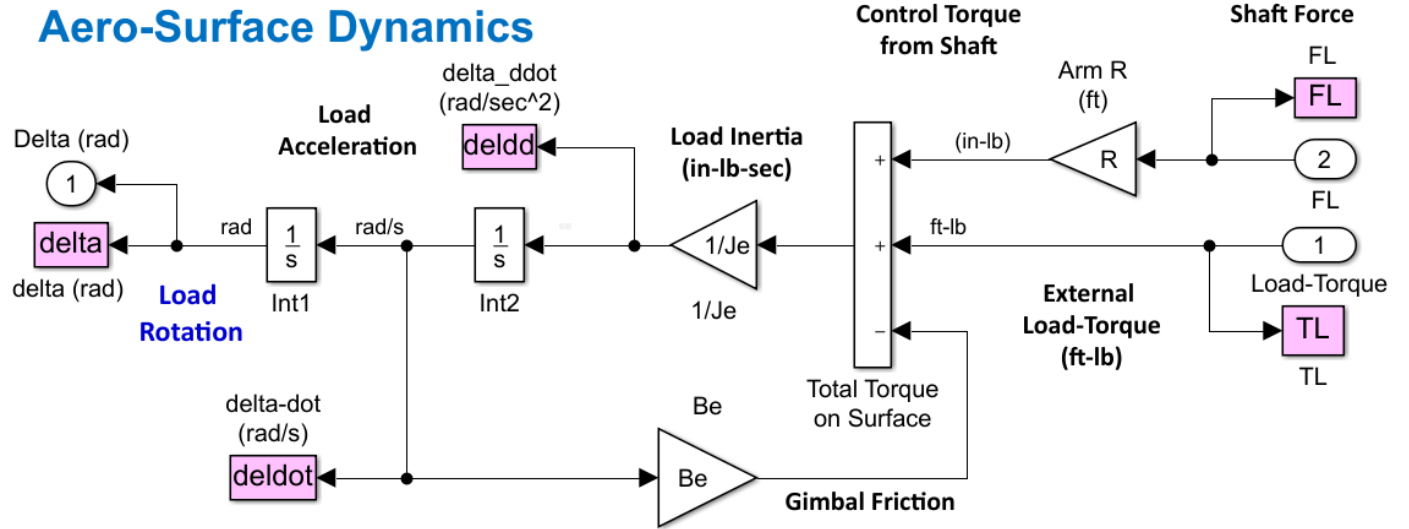 Aero-Surface Dynamics
Control Torque
from Shaft
Shaft Force
FL
FL
2
FL
Arm R
(ft)
R
(in-lb)
delta_ddot
(rad/sec^2)
deldd
Load
Acceleration
Load Inertia
(in-lb-sec)
Delta (rad)
1
delta
delta (rad)
rad
Load
Rotation
1
s
Int1
rad/s
1
s
Int2
1/Je
1/Je
+
+
−
Total Torque
on Surface
ft-lb
1
Load-Torque
External
Load-Torque
(ft-lb)
TL
TL
delta-dot
(rad/s)
deldot
Be
Be
Gimbal Friction